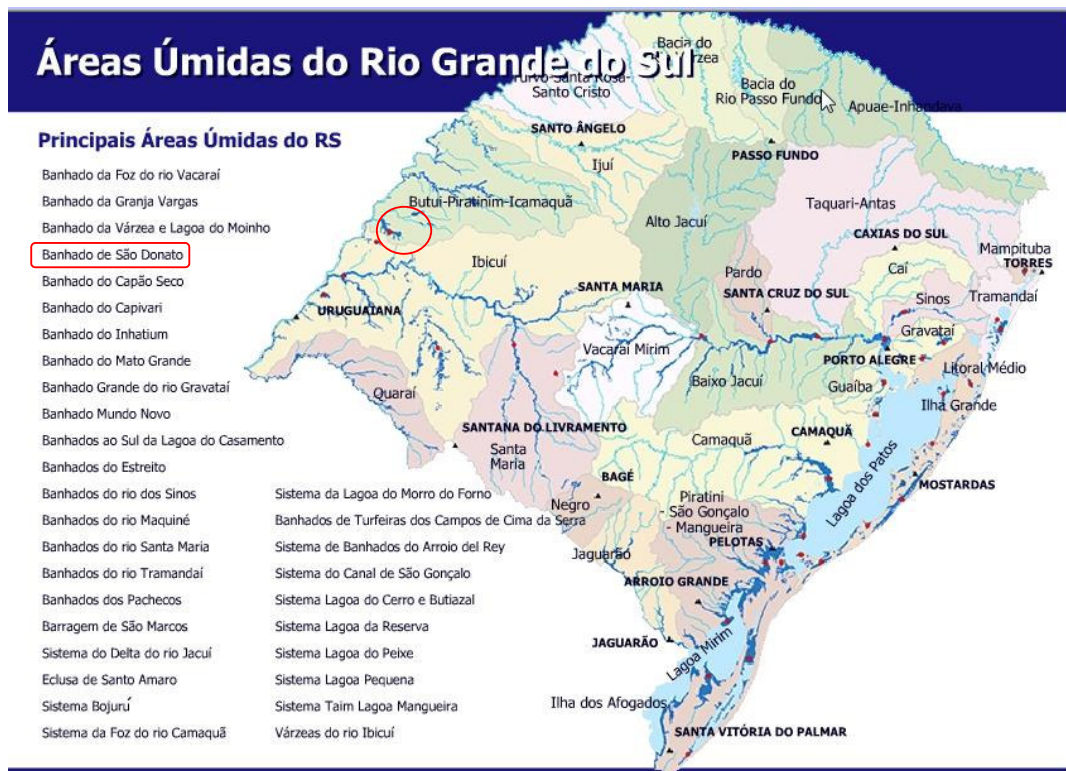 Áreas Úmidas do Rio Grande do Sul
Principais Áreas Úmidas do RS
Banhado da Foz do rio Vacaraí
Banhado da Granja Vargas
Banhado da Várzea e Lagoa do Moinho
Banhado de São Donato
Banhado do Capão Seco
Banhado do Capivari
Banhado do Inhatium
Banhado do Mato Grande
Banhado Grande do rio Gravataí
Banhado Mundo Novo
Banhados ao Sul da Lagoa do Casamento
Banhados do Estreito
Banhados do rio dos Sinos
Banhados do rio Maquiné
Banhados do rio Santa Maria
Banhados do rio Tramandaí
Banhados dos Pachecos
Barragem de São Marcos
Sistema do Delta do rio Jacuí
Eclusa de Santo Amaro
Sistema Bojurú
Sistema da Foz do rio Camaquã
Sistema da Lagoa do Morro do Forno
Banhados de Turfeiras dos Campos de Cima da Serra
Sistema de Banhados do Arroio del Rey
Sistema do Canal de São Gonçalo
Sistema Lagoa do Cerro e Butiazal
Sistema Lagoa da Reserva
Sistema Lagoa do Peixe
Sistema Lagoa Pequena
Sistema Taim Lagoa Mangueira
Várzeas do rio Ibicuí
Bacia do
Santa Rosa-
Santo Cristo
Bacia do
Rio Passo Fundo
Apuae-Inhandava
SANTO ÂNGELO
PASSO FUNDO
Ijuí
Butui-Piratinim-Icamaquã
Alto Jacuí
Taquari-Antas
CAXIAS DO SUL
Mampituba
TORRES
Ibicuí
Pardo
Caí
SANTA MARIA
SANTA CRUZ DO SUL
Sinos
Tramandaí
URUGUAIANA
Gravataí
Vacarai Mirim
PORTO ALEGRE
Litoral Médio
Quaraí
Baixo Jacuí
Guaíba
Ilha Grande
SANTANA DO LIVRAMENTO
Camaquã
CAMAQUÃ
Santa
Maria
BAGÉ
Lagoa dos Patos
MOSTARDAS
Negro
Piratini
- São Gonçalo
- Mangueira
Jaguarão
PELOTAS
ARROIO GRANDE
JAGUARÃO
Lagoa Mirim
Ilha dos Afogados
SANTA VITÓRIA DO PALMAR